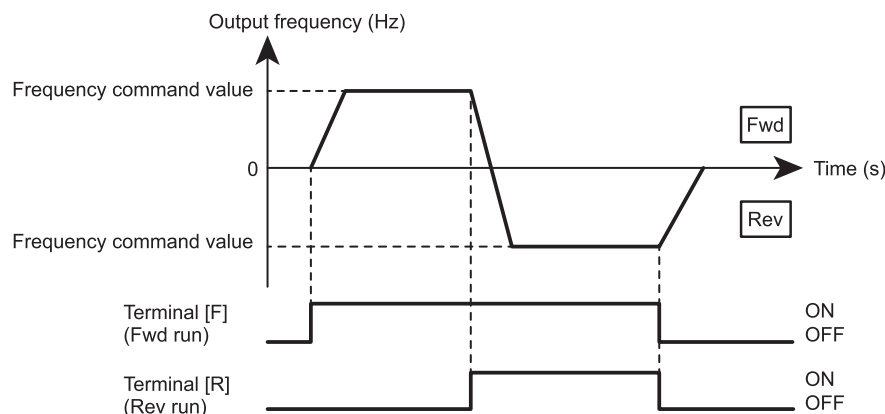 Output frequency (Hz)
Frequency command value
Fwd
0
Time (s)
Rev
Frequency command value
Terminal [F]
(Fwd run)
ON
OFF
Terminal [R]
(Rev run)
ON
OFF